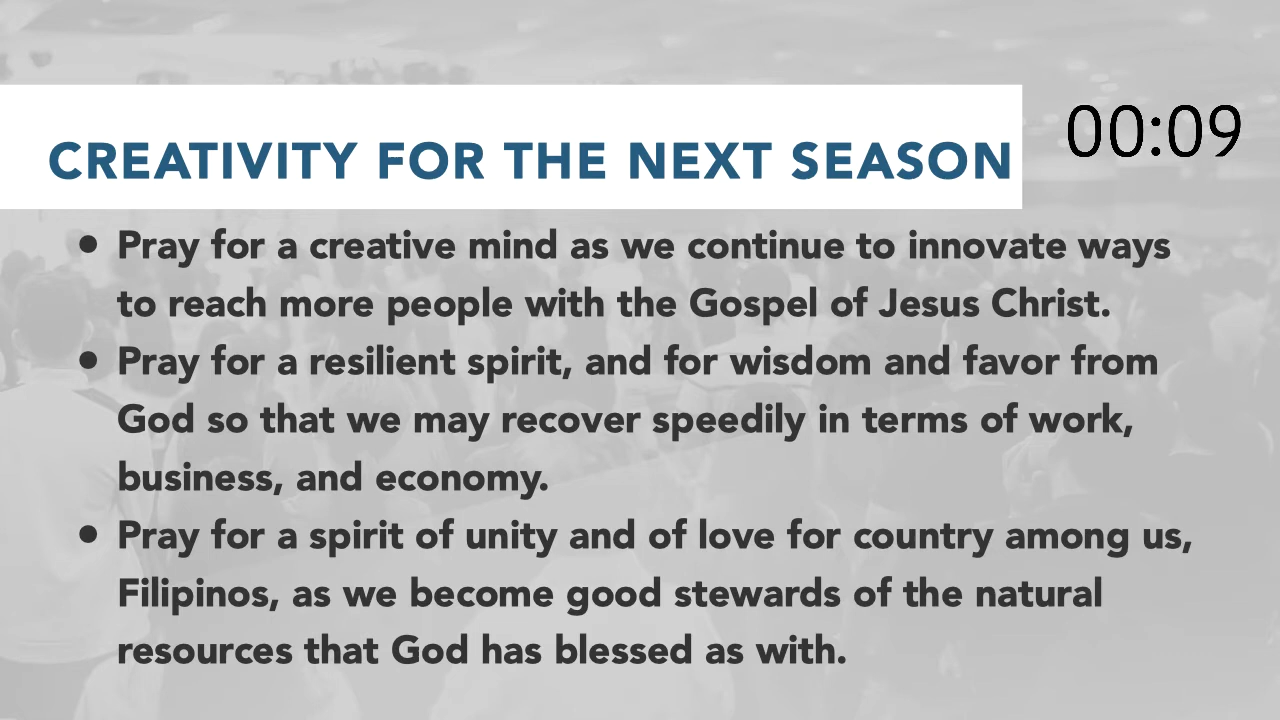 CREATIVITY FOR THE NEXT SEASON
00:09
• Pray for a creative mind as we continue to innovate ways
to reach more people with the Gospel of Jesus Christ.
• Pray for a resilient spirit, and for wisdom and favor from
God so that we may recover speedily in terms of work,
business, and economy.
• Pray for a spirit of unity and of love for country among us,
Filipinos, as we become good stewards of the natural
resources that God has blessed as with.